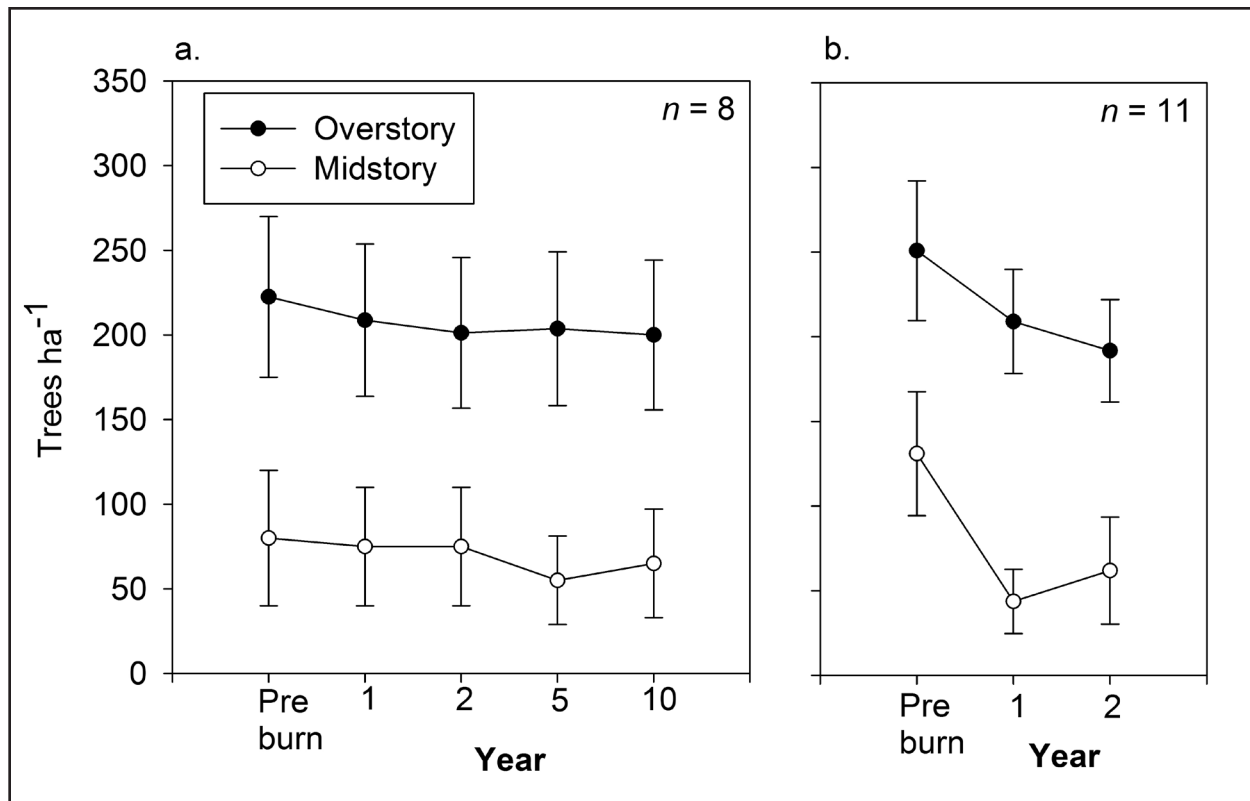 a.
n = 8
Overstory
Midstory
350
300
250
200
150
100
50
0
Trees ha⁻¹
Pre burn
1
2
5
10
Year
b.
n = 11
Pre burn
1
2
Year